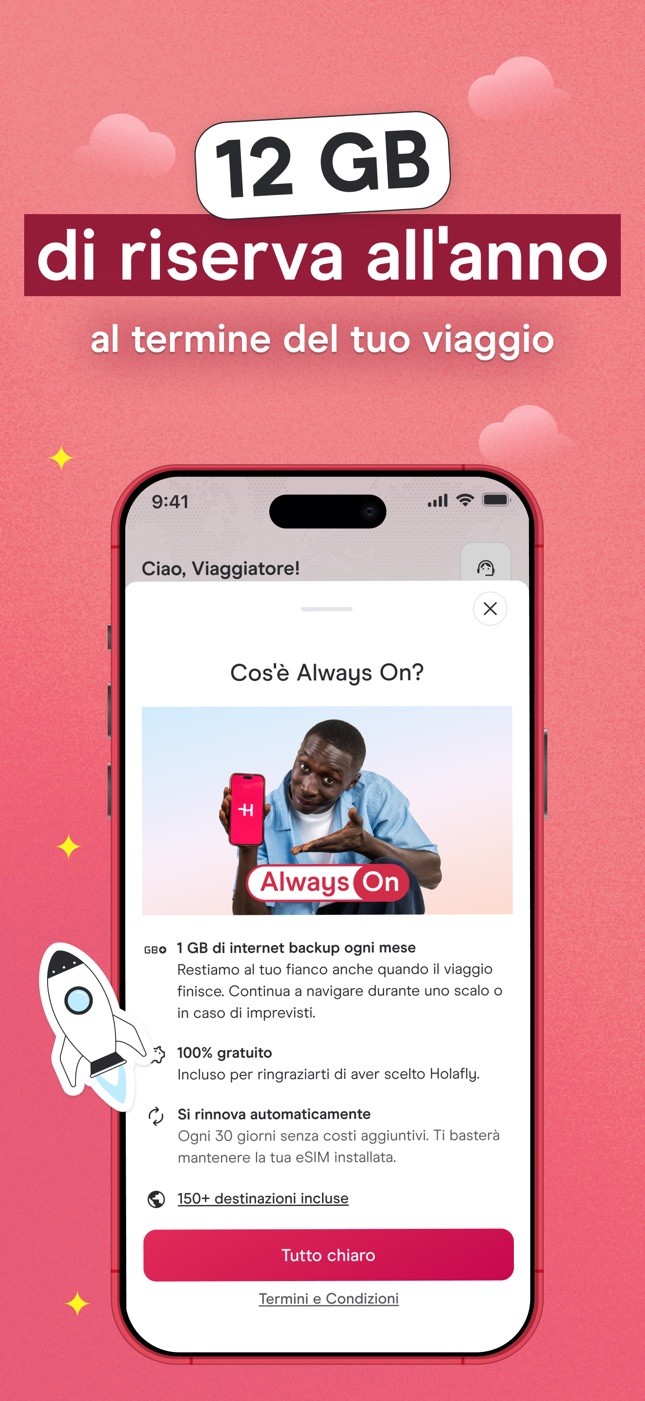 12 GB
di riserva all'anno
al termine del tuo viaggio
9:41
Ciao, Viaggiatore!
Cos'è Always On?
H
Always On
GB
1 GB di internet backup ogni mese
Restiamo al tuo fianco anche quando il viaggio
finisce. Continua a navigare durante uno scalo o
in caso di imprevisti.
100% gratuito
Incluso per ringraziarti di aver scelto Holafly.
Si rinnova automaticamente
Ogni 30 giorni senza costi aggiuntivi. Ti basterà
mantenere la tua eSIM installata.
150+ destinazioni incluse
Tutto chiaro
Termini e Condizioni